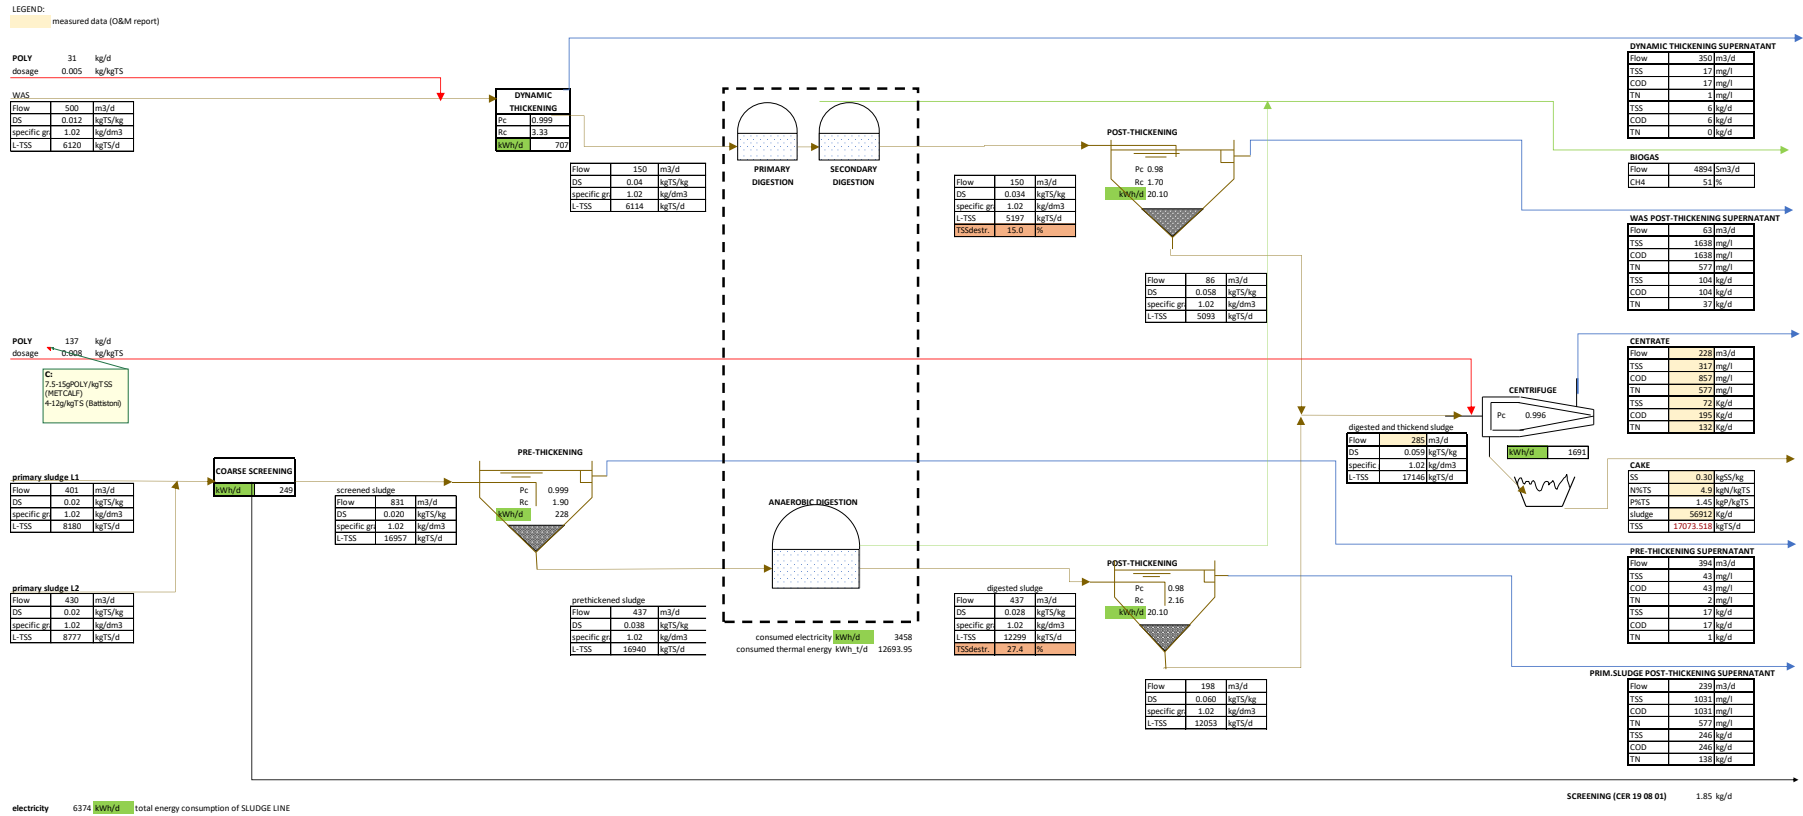 LEGEND:
measured data (O&M report)
POLY 31 kg/d
dosage 0.005 kg/kgTS
WAS
Flow 500 m3/d
DS 0.012 kgTS/kg
specific gra 1.02 kg/dm3
L-TSS 6120 kgTS/d
DYNAMIC
THICKENING
Pc 0.999
Rc 3.33
kWh/d 707
Flow 150 m3/d
DS 0.04 kgTS/kg
specific gra 1.02 kg/dm3
L-TSS 6114 kgTS/d
PRIMARY
DIGESTION
SECONDARY
DIGESTION
Flow 150 m3/d
DS 0.034 kgTS/kg
specific gra 1.02 kg/dm3
L-TSS 5197 kgTS/d
TSSdestr. 15.0 %
POST-THICKENING
Pc 0.98
Rc 1.70
kWh/d 20.10
Flow 86 m3/d
DS 0.058 kgTS/kg
specific gra 1.02 kg/dm3
L-TSS 5093 kgTS/d
DYNAMIC THICKENING SUPERNATANT
Flow 350 m3/d
TSS 17 mg/l
COD 17 mg/l
TN 1 mg/l
TSS 6 kg/d
COD 6 kg/d
TN 0 kg/d
BIOGAS
Flow 4894 Sm3/d
CH4 51 %
WAS POST-THICKENING SUPERNATANT
Flow 63 m3/d
TSS 1638 mg/l
COD 1638 mg/l
TN 577 mg/l
TSS 104 kg/d
COD 104 kg/d
TN 37 kg/d
POLY 137 kg/d
dosage 0.008 kg/kgTS
C:
7.5-15gPOLY/kgTSS
(METCALF)
4-12g/kgTS (Battistoni)
CENTRATE
Flow 228 m3/d
TSS 317 mg/l
COD 857 mg/l
TN 577 mg/l
TSS 72 Kg/d
COD 195 Kg/d
TN 132 Kg/d
CENTRIFUGE
Pc 0.996
kWh/d 1691
digested and thickend sludge
Flow 285 m3/d
DS 0.059 kgTS/kg
specific 1.02 kg/dm3
L-TSS 17146 kgTS/d
CAKE
SS 0.30 kgSS/kg
N%TS 4.9 kgN/kgTS
P%TS 1.45 kgP/kgTS
sludge 56912 Kg/d
TSS 17073.518 kgTS/d
primary sludge L1
Flow 401 m3/d
DS 0.02 kgTS/kg
specific gra 1.02 kg/dm3
L-TSS 8180 kgTS/d
COARSE SCREENING
kWh/d 249
screened sludge
Flow 831 m3/d
DS 0.020 kgTS/kg
specific gra 1.02 kg/dm3
L-TSS 16957 kgTS/d
PRE-THICKENING
Pc 0.999
Rc 1.90
kWh/d 228
ANAEROBIC DIGESTION
primary sludge L2
Flow 430 m3/d
DS 0.02 kgTS/kg
specific gra 1.02 kg/dm3
L-TSS 8777 kgTS/d
prethickened sludge
Flow 437 m3/d
DS 0.038 kgTS/kg
specific gra 1.02 kg/dm3
L-TSS 16940 kgTS/d
consumed electricity kWh/d 3458
consumed thermal energy kWh_t/d 12693.95
digested sludge
Flow 437 m3/d
DS 0.028 kgTS/kg
specific gra 1.02 kg/dm3
L-TSS 12299 kgTS/d
TSSdestr. 27.4 %
POST-THICKENING
Pc 0.98
Rc 2.16
kWh/d 20.10
Flow 198 m3/d
DS 0.060 kgTS/kg
specific gra 1.02 kg/dm3
L-TSS 12053 kgTS/d
PRE-THICKENING SUPERNATANT
Flow 394 m3/d
TSS 43 mg/l
COD 43 mg/l
TN 2 mg/l
TSS 17 kg/d
COD 17 kg/d
TN 1 kg/d
PRIM.SLUDGE POST-THICKENING SUPERNATANT
Flow 239 m3/d
TSS 1031 mg/l
COD 1031 mg/l
TN 577 mg/l
TSS 246 kg/d
COD 246 kg/d
TN 138 kg/d
SCREENING (CER 19 08 01) 1.85 kg/d
electricity 6374 kWh/d total energy consumption of SLUDGE LINE